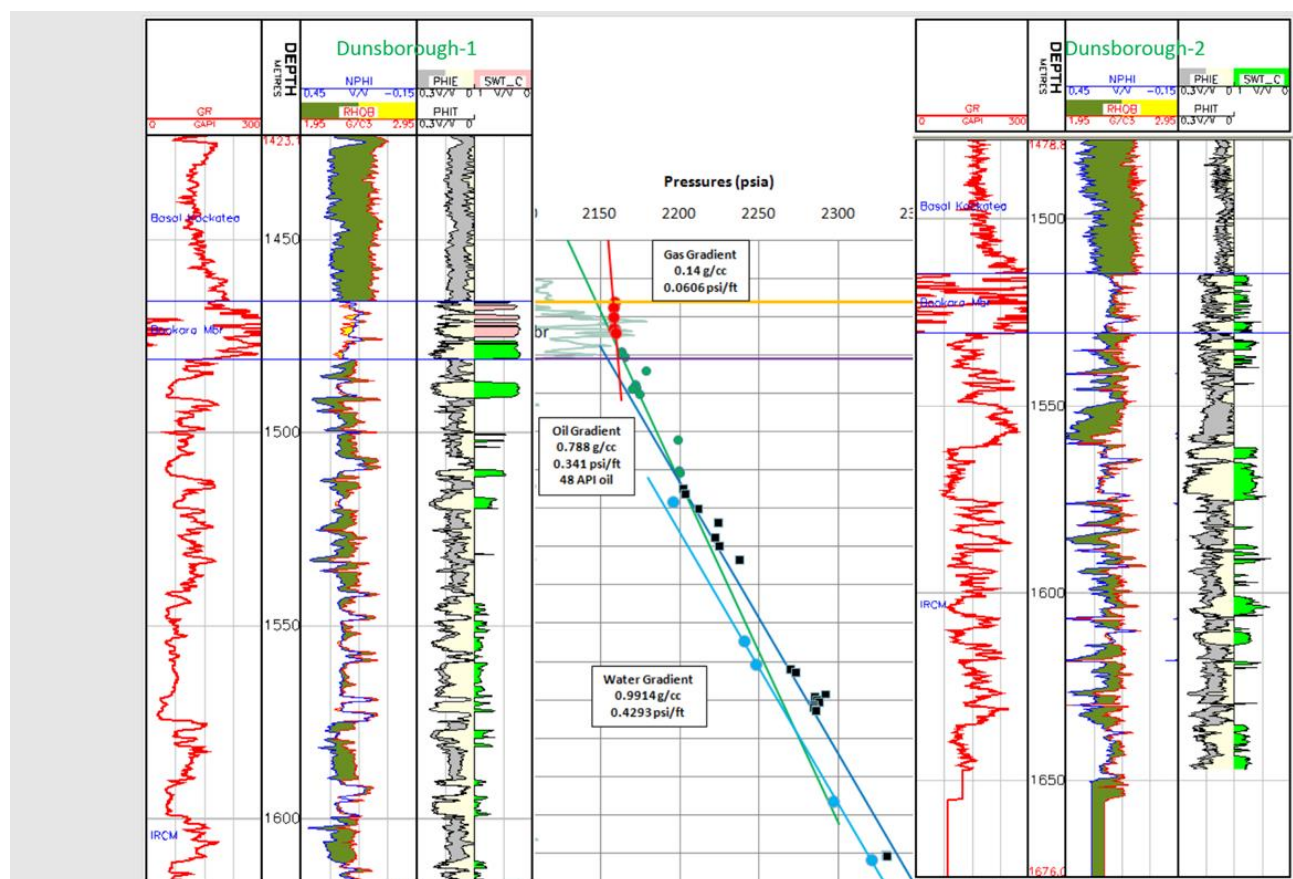 Dunsborough-1
DEPTH
METRES
GR
0 GAPI 300
NPHI
0.45 V/V -0.15
RHOB
1.95 G/C3 2.95
PHIE
0.3V/V 0
PHIT
0.3V/V 0
SWT_C
1 V/V 0
1423.1
Basal Kockatea
1450
Bookara Mbr
1500
1550
1600
IRCM
Pressures (psia)
2150 2200 2250 2300
Gas Gradient
0.14 g/cc
0.0606 psi/ft
br
Oil Gradient
0.788 g/cc
0.341 psi/ft
48 API oil
Water Gradient
0.9914 g/cc
0.4293 psi/ft
Dunsborough-2
DEPTH
METRES
GR
0 GAPI 300
NPHI
0.45 V/V -0.15
RHOB
1.95 G/C3 2.95
PHIE
0.3V/V 0
PHIT
0.3V/V 0
SWT_C
1 V/V 0
1478.8
Basal Kockatea
1500
Bookara Mbr
1550
1600
IRCM
1650
1676.0